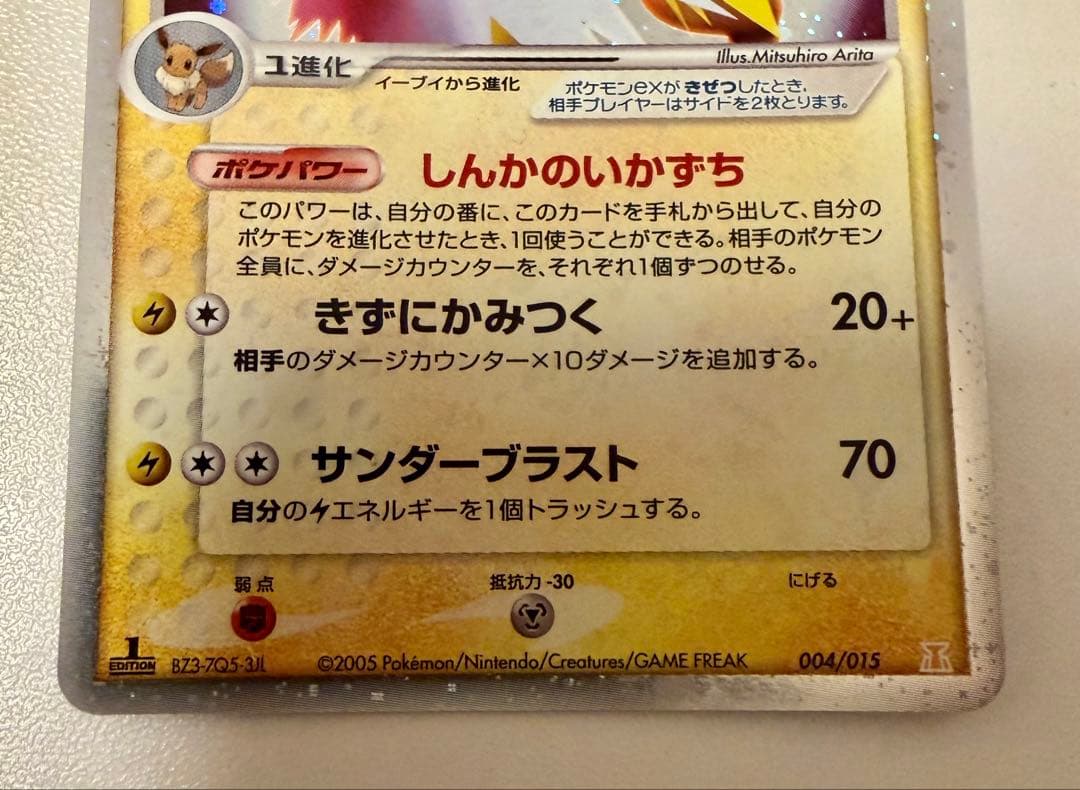 1進化
イーブイから進化
Illus.Mitsuhiro Arita
ポケモンexがきぜつしたとき、
相手プレイヤーはサイドを2枚とります。
ポケパワー しんかのいかずち
このパワーは、自分の番に、このカードを手札から出して、自分の
ポケモンを進化させたとき、1回使うことができる。相手のポケモン
全員に、ダメージカウンターを、それぞれ1個ずつのせる。
きずにかみつく 20+
相手のダメージカウンター×10ダメージを追加する。
サンダーブラスト 70
自分のエネルギーを1個トラッシュする。
弱点 抵抗力 -30 にげる
1 EDITION BZ3-7Q5-3JL ©2005 Pokémon/Nintendo/Creatures/GAME FREAK 004/015